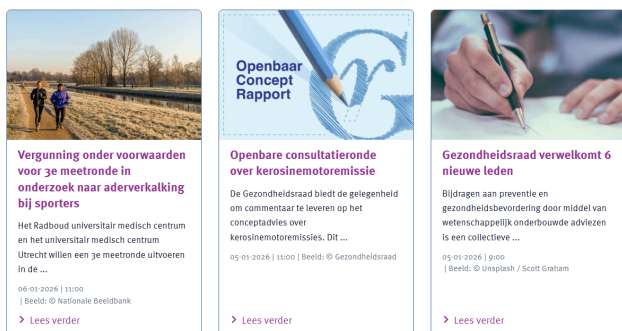 Vergunning onder voorwaarden
voor 3e meetronde in
onderzoek naar aderverkalking
bij sporters
Het Radboud universitair medisch centrum
en het universitair medisch centrum
Utrecht willen een 3e meetronde uitvoeren
in de ...
06-01-2026 | 11:00
| Beeld: © Nationale Beeldbank
Lees verder
Openbaar
Concept
Rapport
Openbare consultatieronde
over kerosinemotoremissie
De Gezondheidsraad biedt de gelegenheid
om commentaar te leveren op het
conceptadvies over
kerosinemotoremissies. Dit ...
05-01-2026 | 11:00 | Beeld: © Gezondheidsraad
Lees verder
Gezondheidsraad verwelkomt 6
nieuwe leden
Bijdragen aan preventie en
gezondheidsbevordering door middel van
wetenschappelijk onderbouwde adviezen
is een collectieve ...
05-01-2026 | 9:00
| Beeld: © Unsplash / Scott Graham
Lees verder